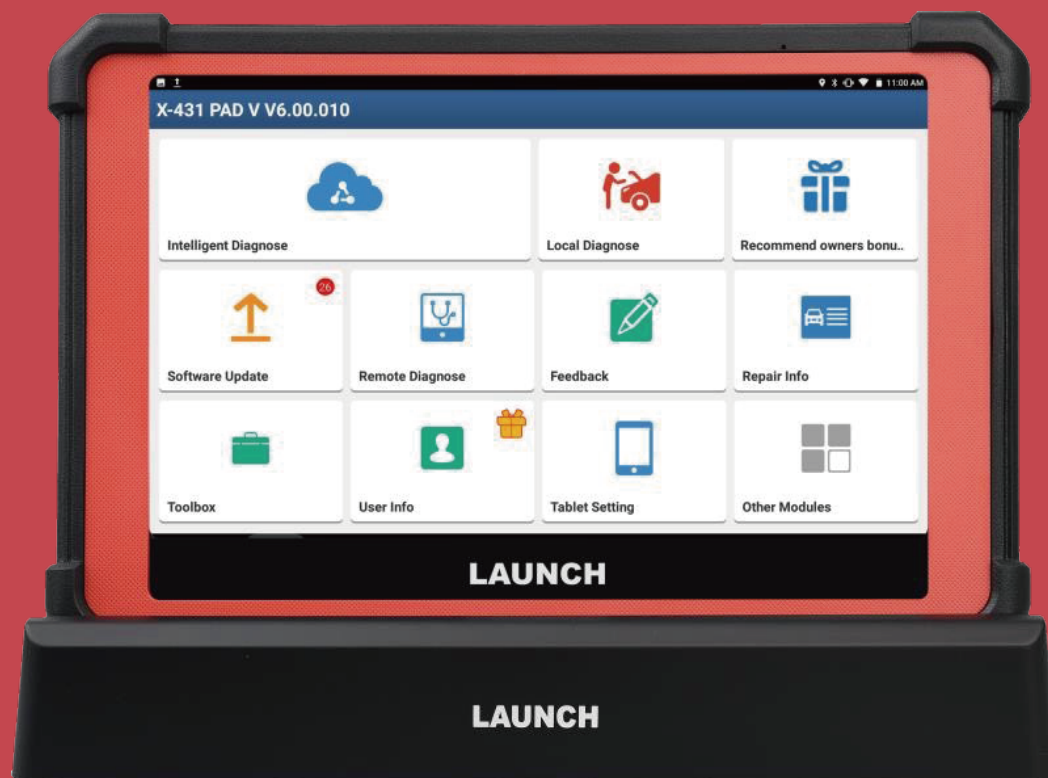 11:00 AM
X-431 PAD V V6.00.010
Intelligent Diagnose
Local Diagnose
Recommend owners bonu..
26
Software Update
Remote Diagnose
Feedback
Repair Info
Toolbox
User Info
Tablet Setting
Other Modules
LAUNCH
LAUNCH